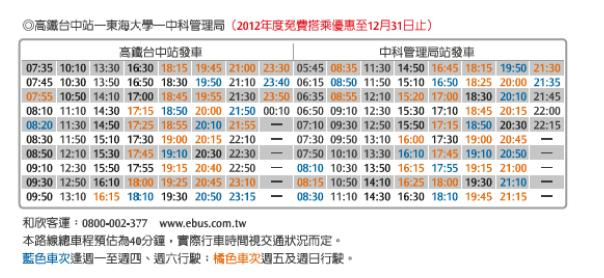 ◎高鐵台中站—東海大學—中科管理局（2012年度免費搭乘優惠至12月31日止）
高鐵台中站發車 中科管理局站發車
07:35 10:10 13:30 16:30 18:15 19:45 21:00 23:30 05:45 08:35 11:30 14:50 16:45 18:15 19:50 21:30
07:45 10:30 13:50 16:50 18:30 19:50 21:10 23:40 06:15 08:50 11:50 15:10 16:50 18:25 20:00 21:35
07:55 10:50 14:10 17:00 18:45 19:55 21:30 23:50 06:35 08:55 12:10 15:20 17:00 18:30 20:10 21:45
08:10 11:10 14:30 17:15 18:50 20:00 21:50 00:10 06:50 09:10 12:30 15:30 17:10 18:45 20:15 22:00
08:20 11:30 14:50 17:25 18:55 20:10 21:55 — 07:10 09:30 12:50 15:50 17:15 18:50 20:30 22:15
08:30 11:50 15:10 17:30 19:00 20:15 22:10 — 07:30 09:50 13:10 16:00 17:30 19:00 20:45 —
08:50 12:10 15:30 17:45 19:10 20:30 22:30 — 07:50 10:10 13:30 16:10 17:45 19:10 20:50 —
09:10 12:30 15:50 17:55 19:15 20:40 22:50 — 08:10 10:30 13:50 16:15 17:55 19:15 21:00 —
09:30 12:50 16:10 18:00 19:25 20:45 23:10 — 08:15 10:50 14:10 16:25 18:00 19:30 21:10 —
09:50 13:10 16:15 18:10 19:30 20:50 23:15 — 08:30 11:10 14:30 16:30 18:10 19:45 21:15 —
和欣客運：0800-002-377 www.ebus.com.tw
本路線總車程預估為40分鐘，實際行車時間視交通狀況而定。
藍色車次逢週一至週四、週六行駛；橘色車次週五及週日行駛。